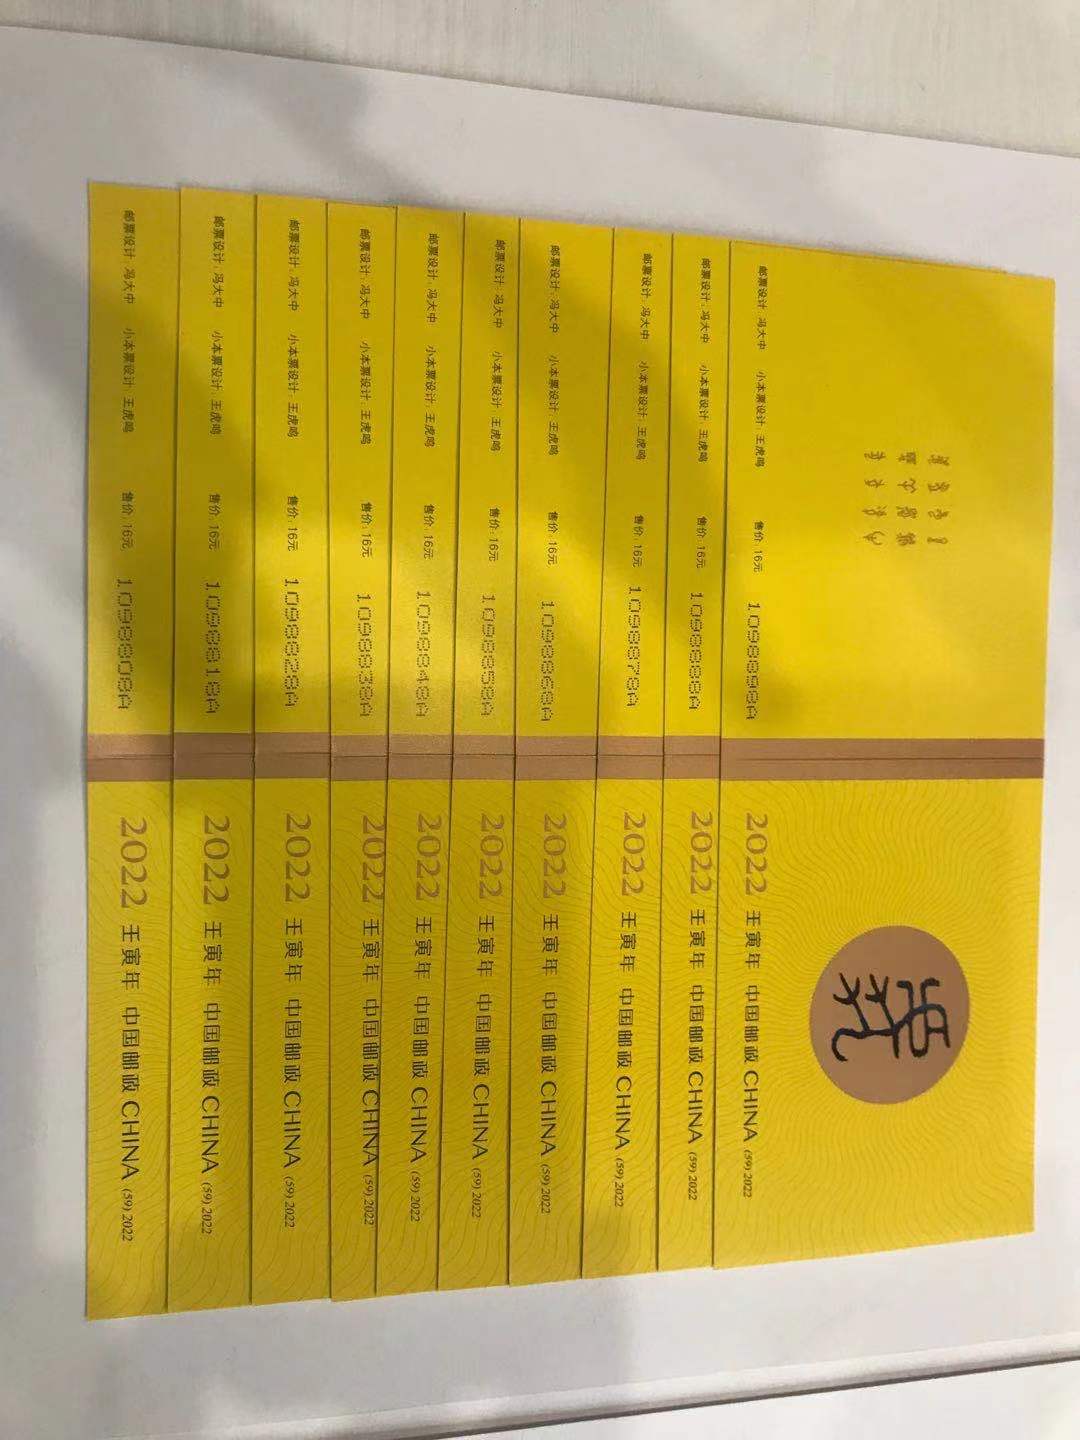 邮票设计: 冯大中 小本票设计: 王虎鸣 售价: 16元 1098898A
2022 壬寅年 中国邮政 CHINA (59) 2022
邮票设计: 冯大中 小本票设计: 王虎鸣 售价: 16元 1098888A
2022 壬寅年 中国邮政 CHINA (59) 2022
邮票设计: 冯大中 小本票设计: 王虎鸣 售价: 16元 1098878A
2022 壬寅年 中国邮政 CHINA (59) 2022
邮票设计: 冯大中 小本票设计: 王虎鸣 售价: 16元 1098868A
2022 壬寅年 中国邮政 CHINA (59) 2022
邮票设计: 冯大中 小本票设计: 王虎鸣 售价: 16元 1098858A
2022 壬寅年 中国邮政 CHINA (59) 2022
邮票设计: 冯大中 小本票设计: 王虎鸣 售价: 16元 1098848A
2022 壬寅年 中国邮政 CHINA (59) 2022
邮票设计: 冯大中 小本票设计: 王虎鸣 售价: 16元 1098838A
2022 壬寅年 中国邮政 CHINA (59) 2022
邮票设计: 冯大中 小本票设计: 王虎鸣 售价: 16元 1098828A
2022 壬寅年 中国邮政 CHINA (59) 2022
邮票设计: 冯大中 小本票设计: 王虎鸣 售价: 16元 1098818A
2022 壬寅年 中国邮政 CHINA (59) 2022
邮票设计: 冯大中 小本票设计: 王虎鸣 售价: 16元 1098808A
2022 壬寅年 中国邮政 CHINA (59) 2022